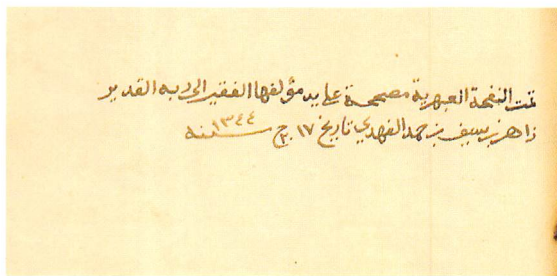 تمت النفحة العبهرية مصححة على يد مؤلفها الفقير الى ربه القدير
زاهر بن سيف بن حمد الفهدي تاريخ ١٧ ج سنة ١٣٤٤